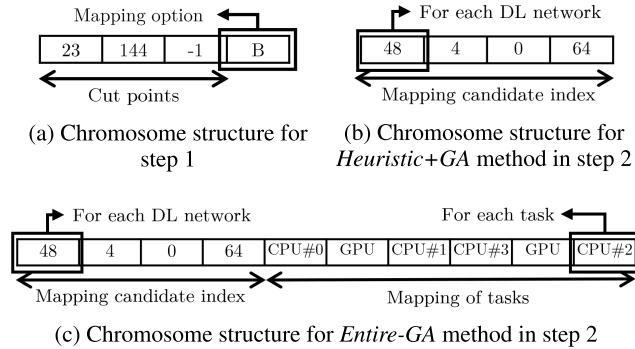 Mapping option
23 144 -1 B
Cut points
(a) Chromosome structure for
step 1
For each DL network
48 4 0 64
Mapping candidate index
(b) Chromosome structure for
Heuristic+GA method in step 2
For each DL network For each task
48 4 0 64 CPU#0 GPU CPU#1 CPU#3 GPU CPU#2
Mapping candidate index Mapping of tasks
(c) Chromosome structure for Entire-GA method in step 2